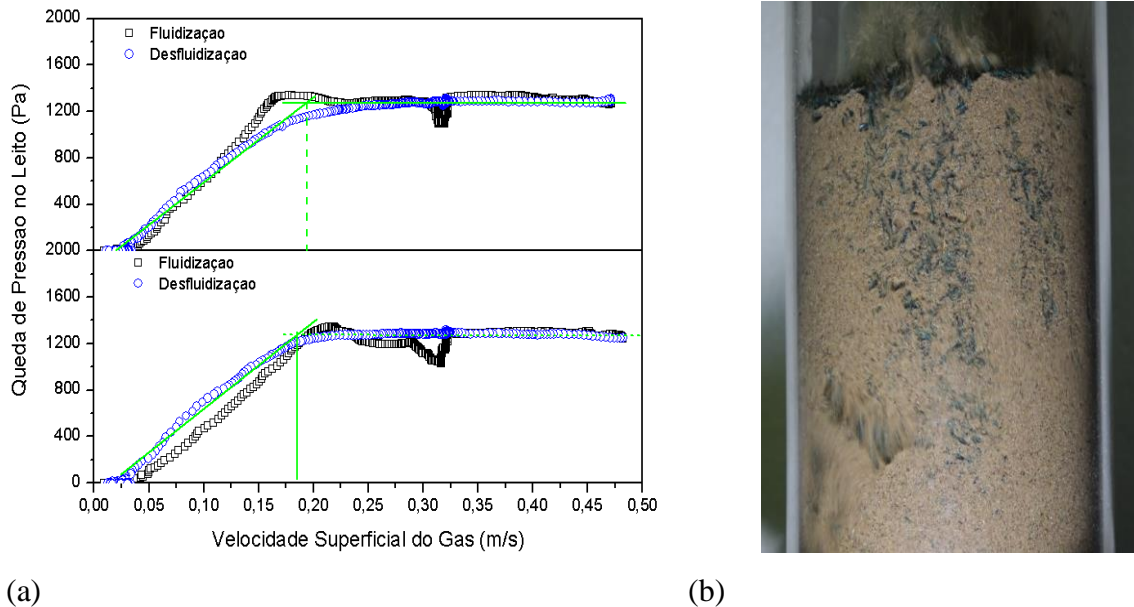 2000
1600
1200
800
400
2000
1600
1200
800
400
0
Queda de Pressao no Leito (Pa)
Fluidizaçao
Desfluidizaçao
Fluidizaçao
Desfluidizaçao
0,00 0,05 0,10 0,15 0,20 0,25 0,30 0,35 0,40 0,45 0,50
Velocidade Superficial do Gas (m/s)
(a) (b)